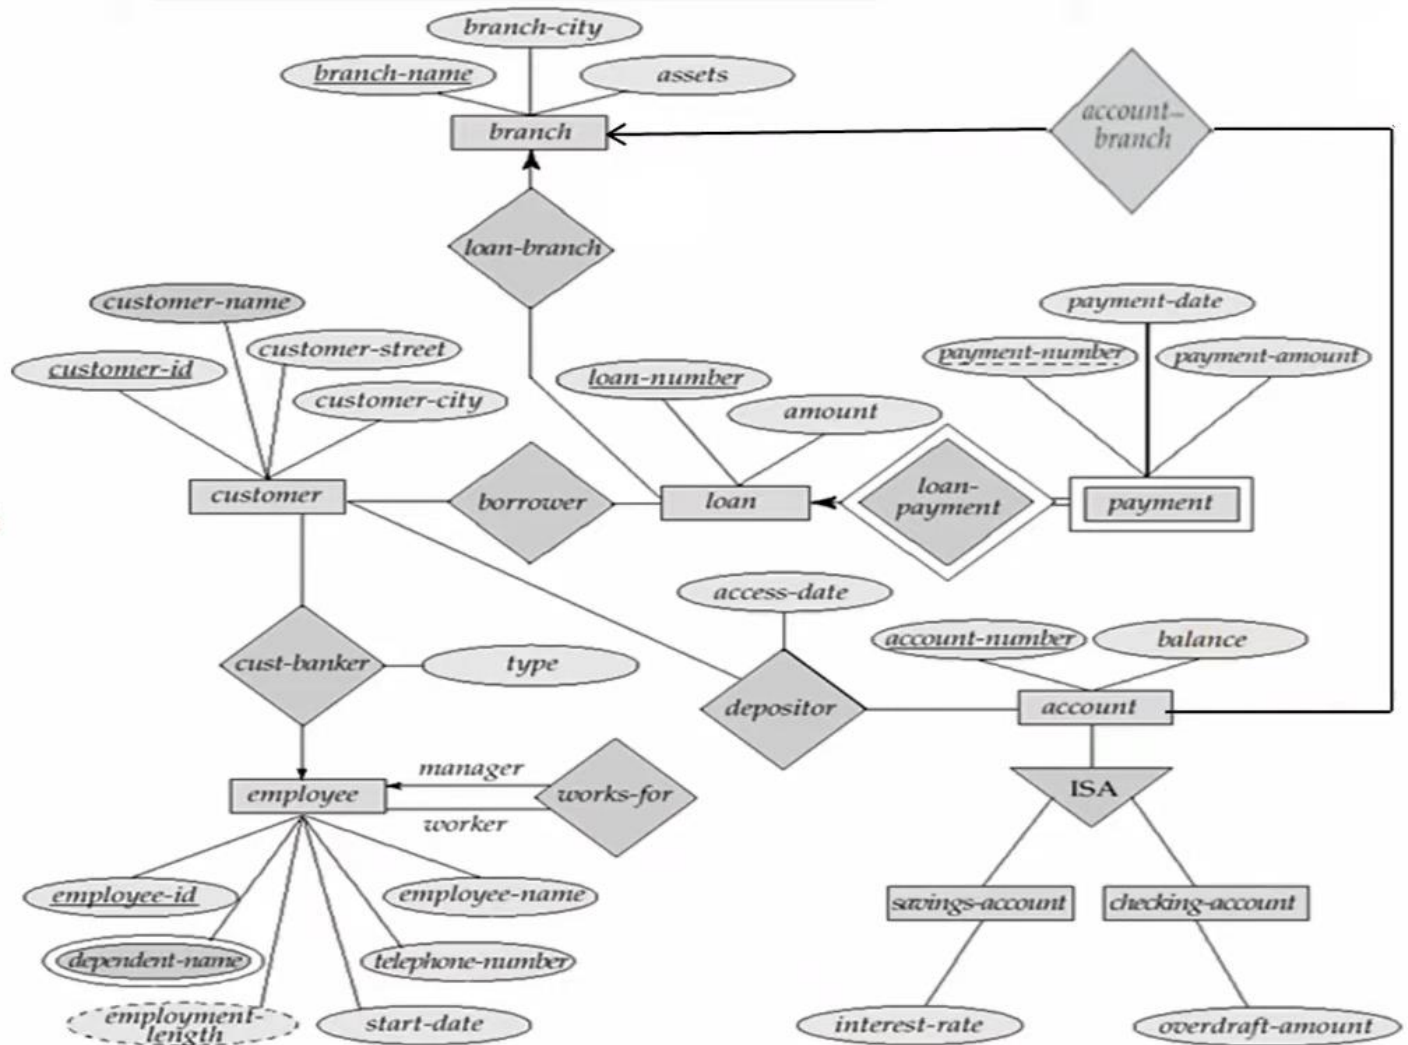 branch-city
branch-name
assets
branch
account-
branch
loan-branch
customer-name
payment-date
customer-street
payment-number
payment-amount
customer-id
loan-number
customer-city
amount
customer
borrower
loan
loan-
payment
payment
access-date
account-number
balance
cust-banker
type
depositor
account
manager
employee
works-for
worker
ISA
employee-id
employee-name
savings-account
checking-account
dependent-name
telephone-number
employment-
length
start-date
interest-rate
overdraft-amount